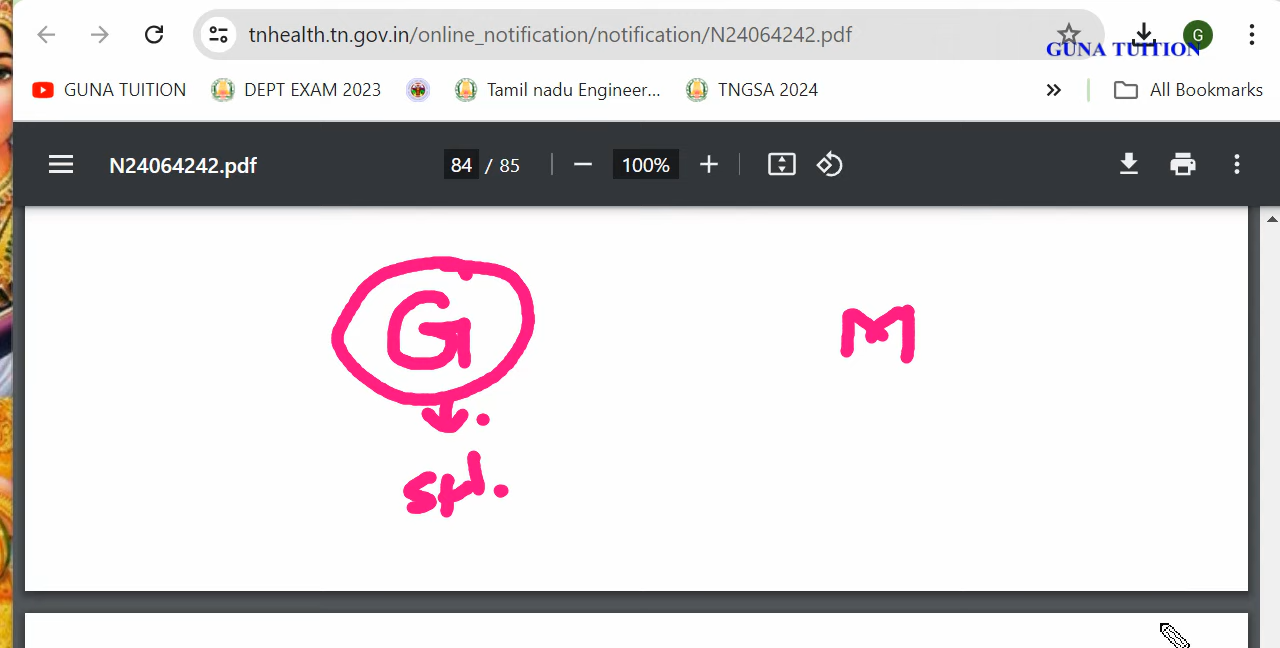 tnhealth.tn.gov.in/online_notification/notification/N24064242.pdf
G
GUNA TUITION
GUNA TUITION
DEPT EXAM 2023
Tamil nadu Engineer...
TNGSA 2024
»
All Bookmarks
N24064242.pdf
84 / 85
100%
G
M
Spl.